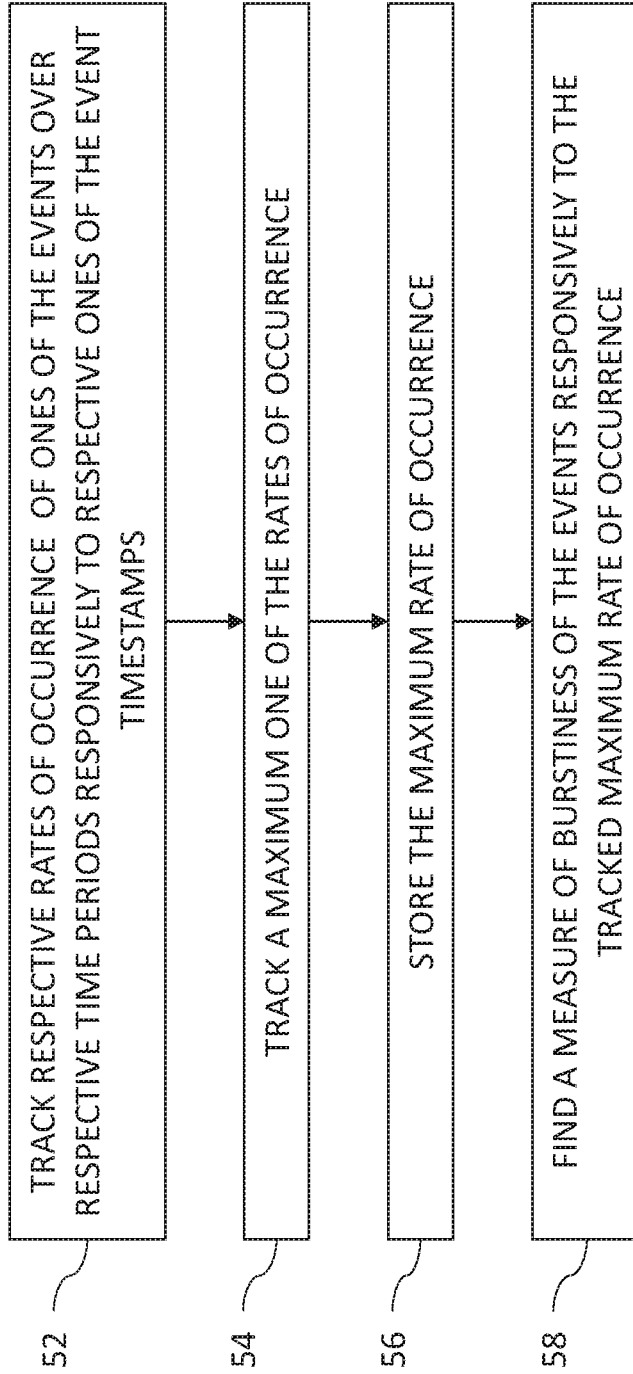 52
TRACK RESPECTIVE RATES OF OCCURRENCE OF ONES OF THE EVENTS OVER
RESPECTIVE TIME PERIODS RESPONSIVELY TO RESPECTIVE ONES OF THE EVENT
TIMESTAMPS
54
TRACK A MAXIMUM ONE OF THE RATES OF OCCURRENCE
56
STORE THE MAXIMUM RATE OF OCCURRENCE
58
FIND A MEASURE OF BURSTINESS OF THE EVENTS RESPONSIVELY TO THE
TRACKED MAXIMUM RATE OF OCCURRENCE